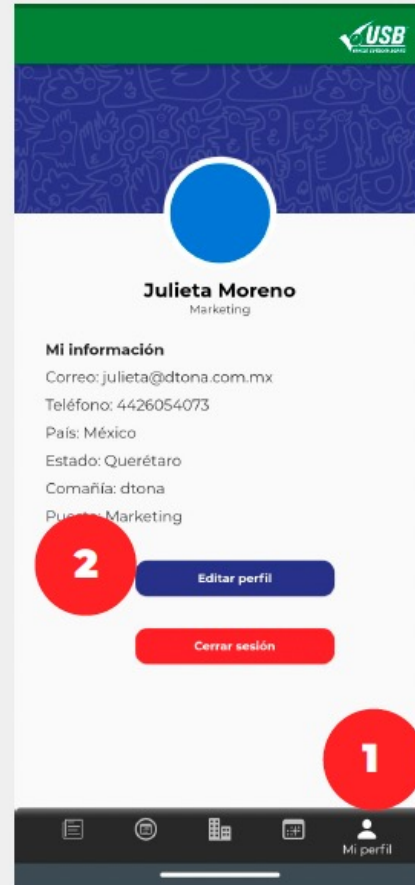 USB
Julieta Moreno
Marketing
Mi información
Correo: julieta@dtona.com.mx
Teléfono: 4426054073
País: México
Estado: Querétaro
Comañía: dtona
Marketing
2
Editar perfil
Cerrar sesión
1
Mi perfil